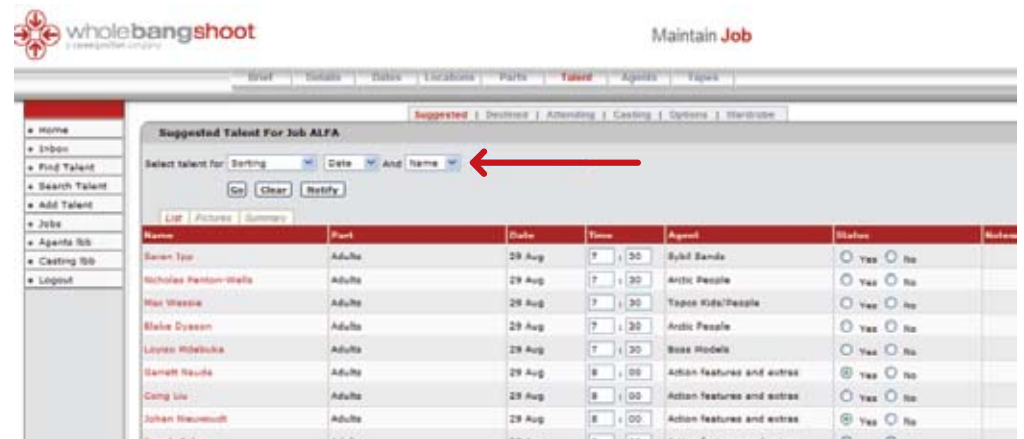 wholebangshoot
Maintain Job
Brief | Details | Dates | Locations | Parts | Talent | Agents | Tapes
Suggested | Declined | Attending | Casting | Options | Wardrobe
Home
Inbox
Find Talent
Search Talent
Add Talent
Jobs
Agents fbb
Casting fbb
Logout
Suggested Talent For Job ALFA
Select talent for Sorting Date And Name
Go Clear Notify
List Pictures Summary
Name Part Date Time Agent Status Notes
Adults 29 Aug 7 : 30 Sybil Sands Yes No
Nicholas Fenton-Wells Adults 29 Aug 7 : 30 Arctic People Yes No
Max Adults 29 Aug 7 : 30 Topco Kids/People Yes No
Blake Dyason Adults 29 Aug 7 : 30 Arctic People Yes No
Adults 29 Aug 7 : 30 Boss Models Yes No
Garrett Naude Adults 29 Aug 8 : 00 Action features and extras Yes No
Cong Liu Adults 29 Aug 8 : 00 Action features and extras Yes No
Johan Adults 29 Aug 8 : 00 Action features and extras Yes No